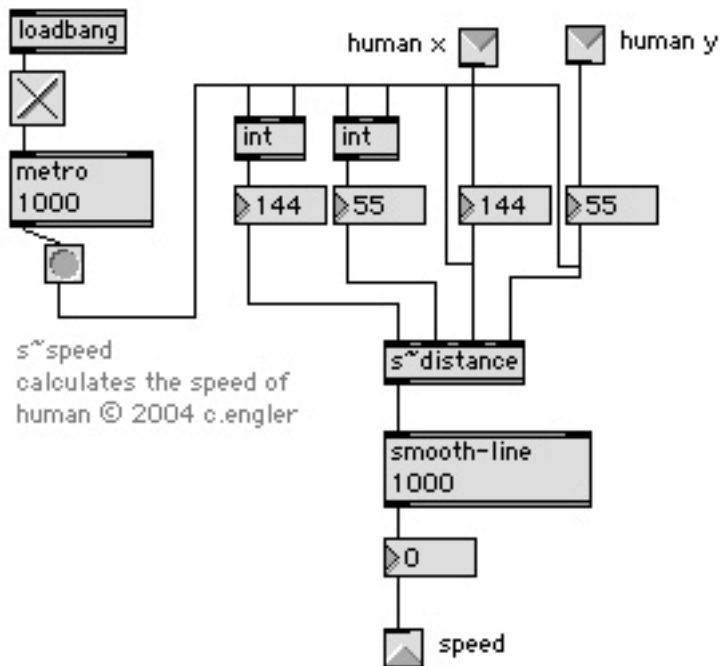 loadbang
human x
human y
int
int
metro
1000
144
55
144
55
s~speed
calculates the speed of
human © 2004 c.engler
s~distance
smooth-line
1000
0
speed